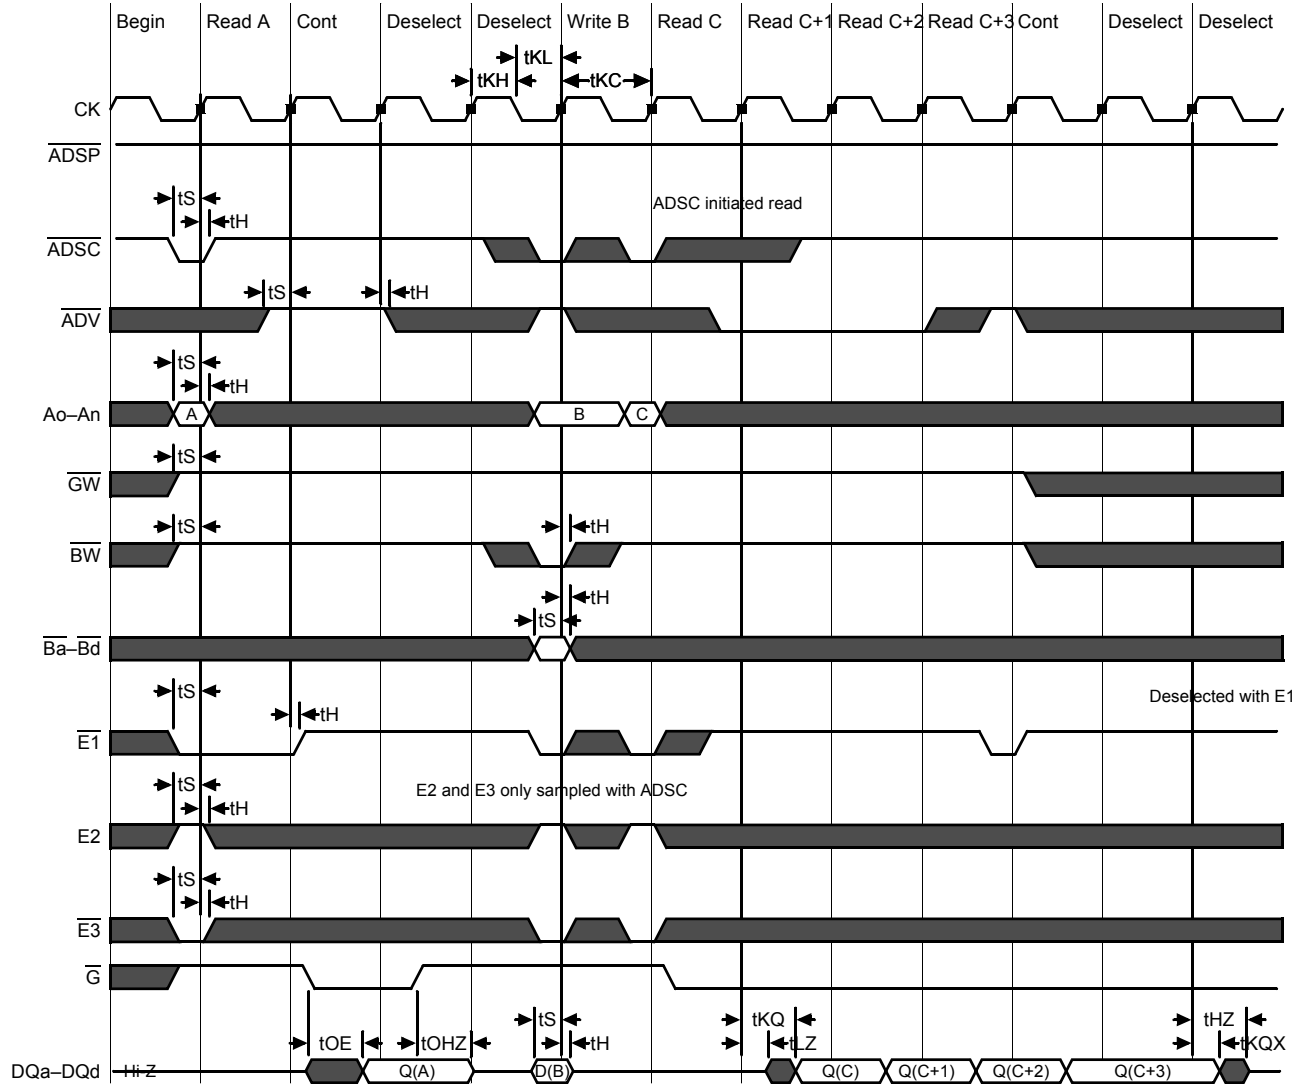 Begin Read A Cont Deselect Deselect Write B Read C Read C+1 Read C+2 Read C+3 Cont Deselect Deselect
tKL
tKH tKC
CK
ADSP
tS ADSC initiated read
tH
ADSC
tS tH
ADV
tS
tH
Ao–An A B C
tS
GW
tS tH
BW
tH
tS
Ba–Bd
tS Deselected with E1
tH
E1
tS E2 and E3 only sampled with ADSC
tH
E2
tS
tH
E3
G
tS tKQ tHZ
tOE tOHZ tH tLZ tKQX
DQa–DQd Hi-Z Q(A) D(B) Q(C) Q(C+1) Q(C+2) Q(C+3)